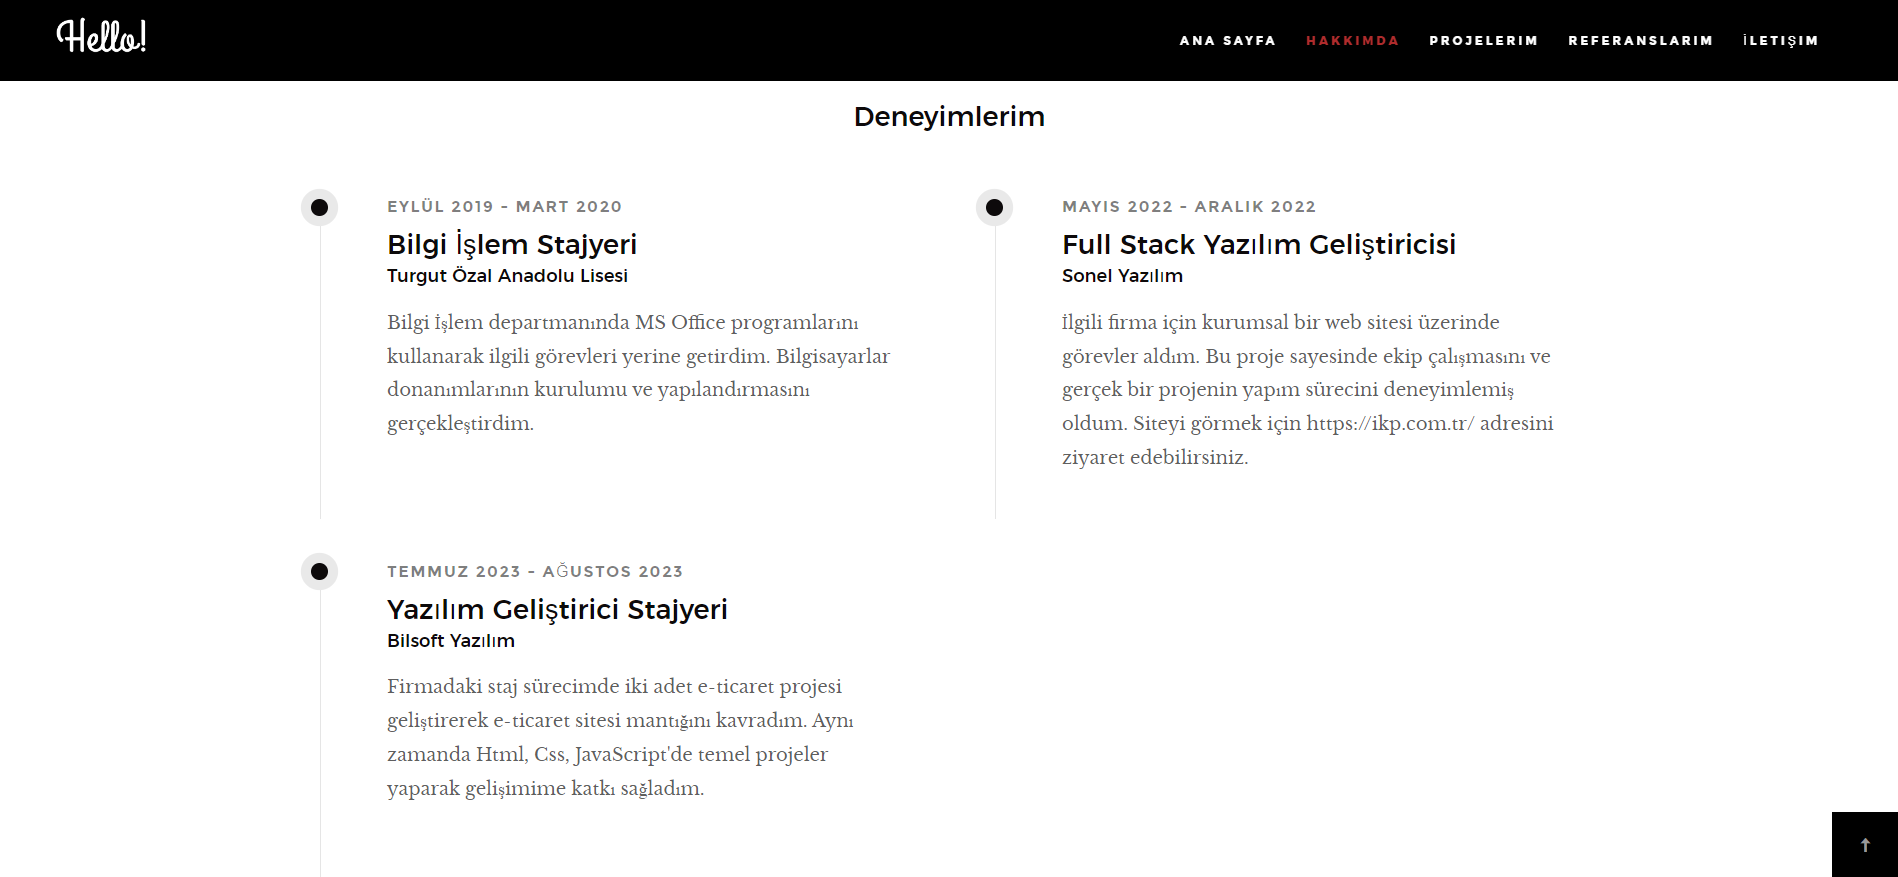 Hello!
ANA SAYFA
HAKKIMDA
PROJELERIM
REFERANSLARIM
İLETIŞIM
Deneyimlerim
EYLÜL 2019 - MART 2020
Bilgi İşlem Stajyeri
Turgut Özal Anadolu Lisesi
Bilgi İşlem departmanında MS Office programlarını
kullanarak ilgili görevleri yerine getirdim. Bilgisayarlar
donanımlarının kurulumu ve yapılandırmasını
gerçekleştirdim.
MAYIS 2022 - ARALIK 2022
Full Stack Yazılım Geliştiricisi
Sonel Yazılım
İlgili firma için kurumsal bir web sitesi üzerinde
görevler aldım. Bu proje sayesinde ekip çalışmasını ve
gerçek bir projenin yapım sürecini deneyimlemiş
oldum. Siteyi görmek için https://ikp.com.tr/ adresini
ziyaret edebilirsiniz.
TEMMUZ 2023 - AĞUSTOS 2023
Yazılım Geliştirici Stajyeri
Bilsoft Yazılım
Firmadaki staj sürecimde iki adet e-ticaret projesi
geliştirerek e-ticaret sitesi mantığını kavradım. Aynı
zamanda Html, Css, JavaScript'de temel projeler
yaparak gelişimime katkı sağladım.